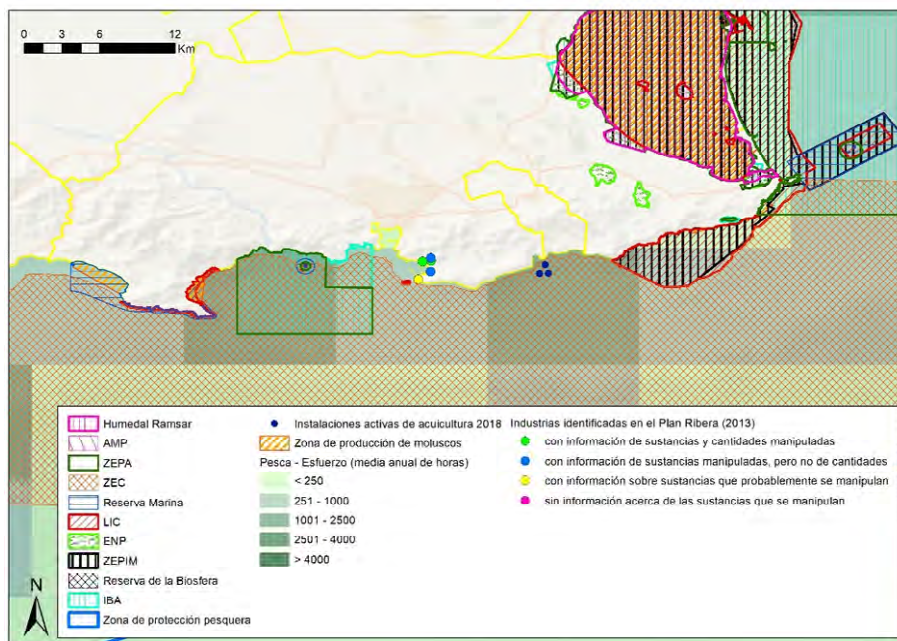 0 3 6 12
Km
N
Humedal Ramsar
AMP
ZEPA
ZEC
Reserva Marina
LIC
ENP
ZEPIM
Reserva de la Biosfera
IBA
Zona de protección pesquera
Instalaciones activas de acuicultura 2018
Zona de producción de moluscos
Pesca - Esfuerzo (media anual de horas)
< 250
251 - 1000
1001 - 2500
2501 - 4000
> 4000
Industrias identificadas en el Plan Ribera (2013)
con información de sustancias y cantidades manipuladas
con información de sustancias manipuladas, pero no de cantidades
con información sobre sustancias que probablemente se manipulan
sin información acerca de las sustancias que se manipulan